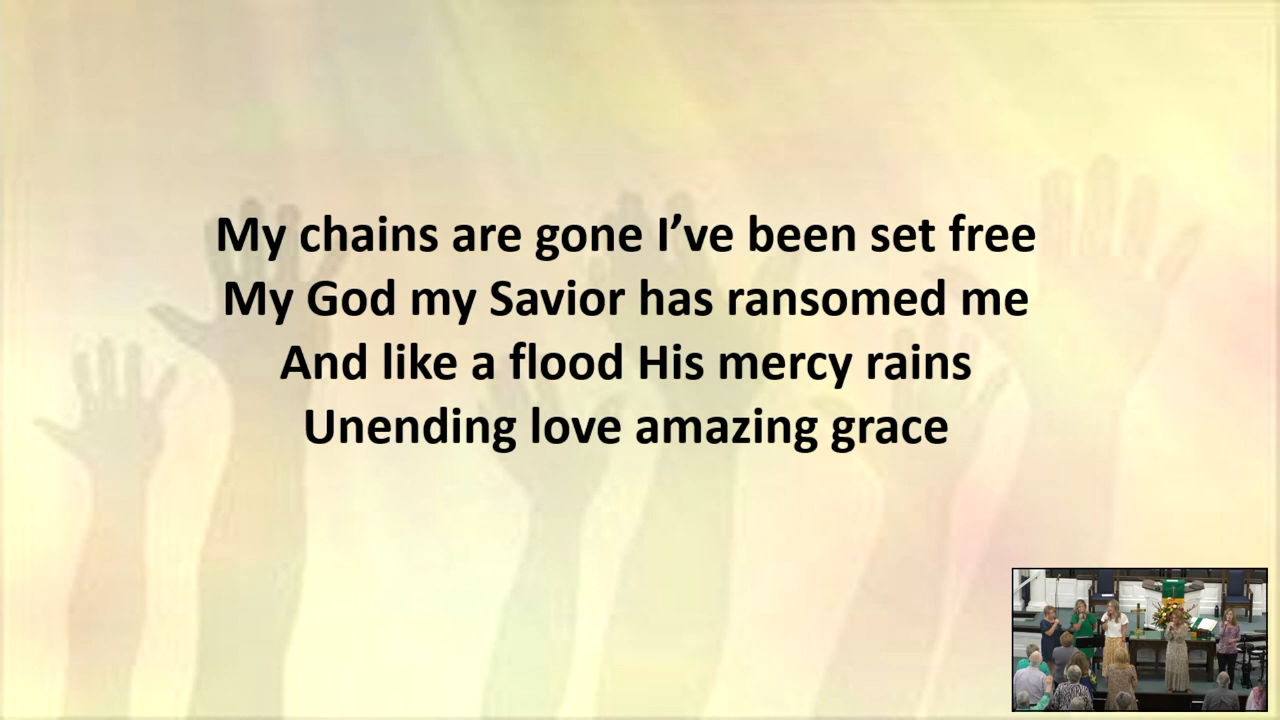 My chains are gone I’ve been set free
My God my Savior has ransomed me
And like a flood His mercy rains
Unending love amazing grace